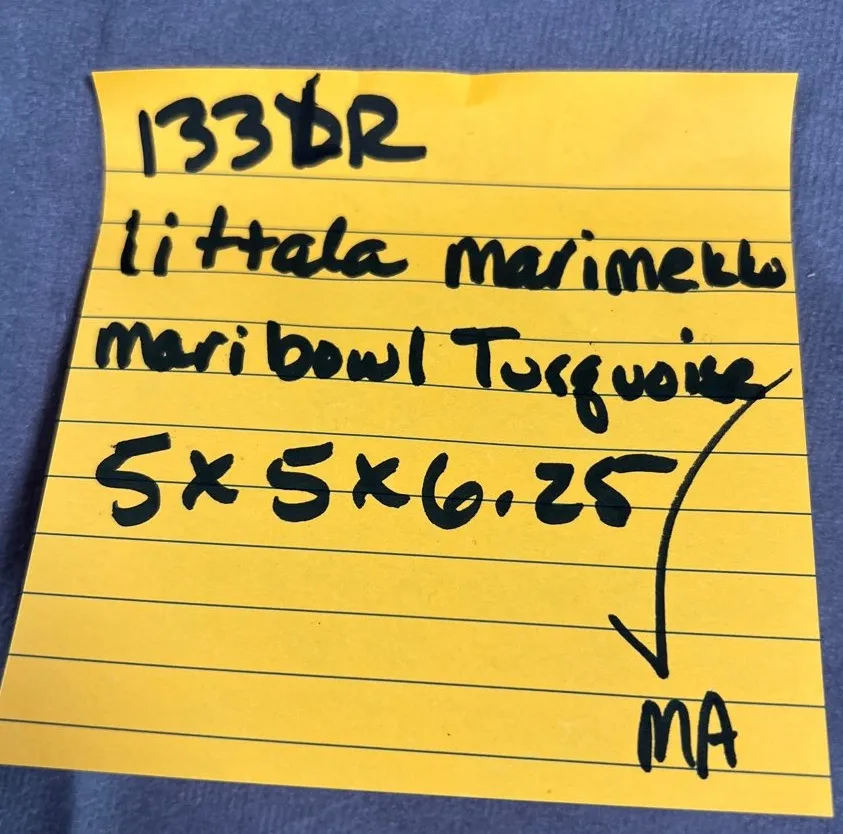 133DR
Iittala marimekko
maribowl Turquoise
5x5x6.25
MA